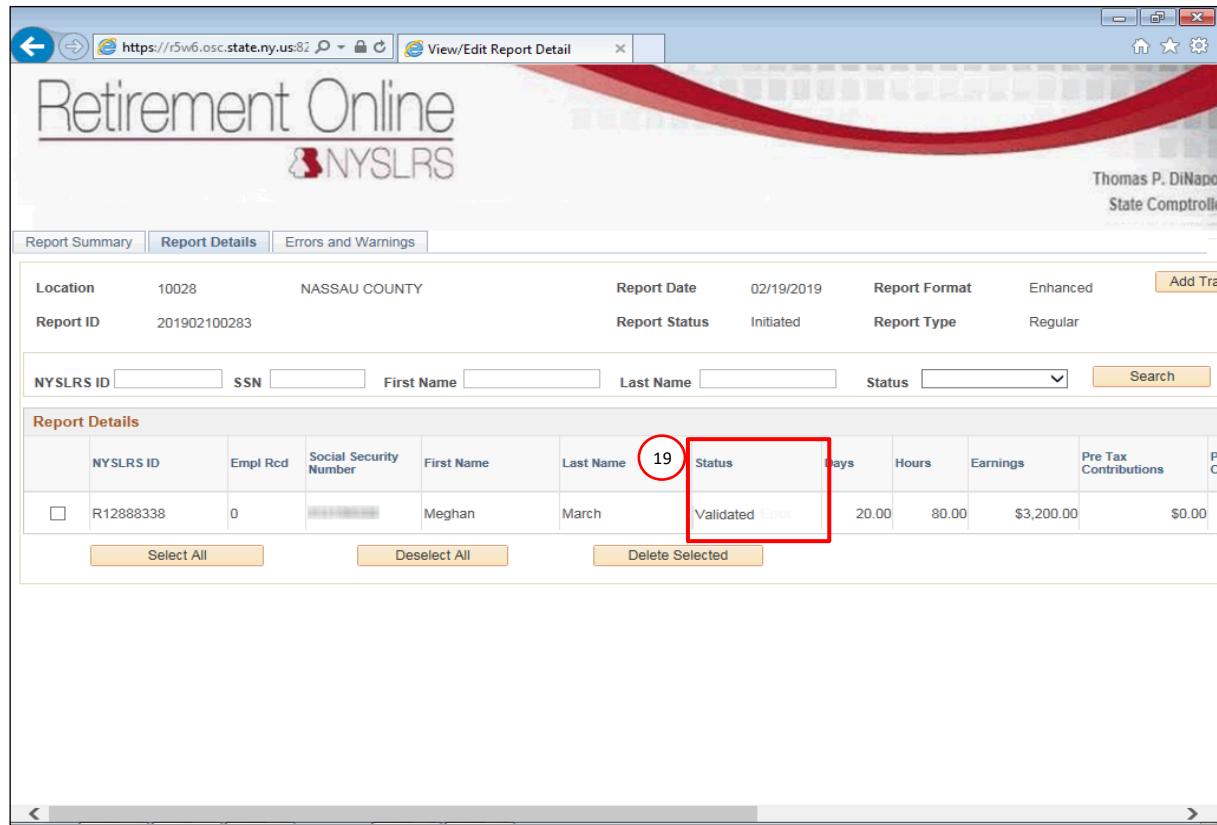 https://r5w6.osc.state.ny.us:82
View/Edit Report Detail
Retirement Online
NYSLRS
Thomas P. DiNapo
State Comptrolle
Report Summary Report Details Errors and Warnings
Location 10028 NASSAU COUNTY Report Date 02/19/2019 Report Format Enhanced Add Tra
Report ID 201902100283 Report Status Initiated Report Type Regular
NYSLRS ID SSN First Name Last Name Status Search
Report Details
NYSLRS ID Empl Rcd Social Security Number First Name Last Name 19 Status Days Hours Earnings Pre Tax Contributions
R12888338 0 Meghan March Validated 20.00 80.00 $3,200.00 $0.00
Select All Deselect All Delete Selected